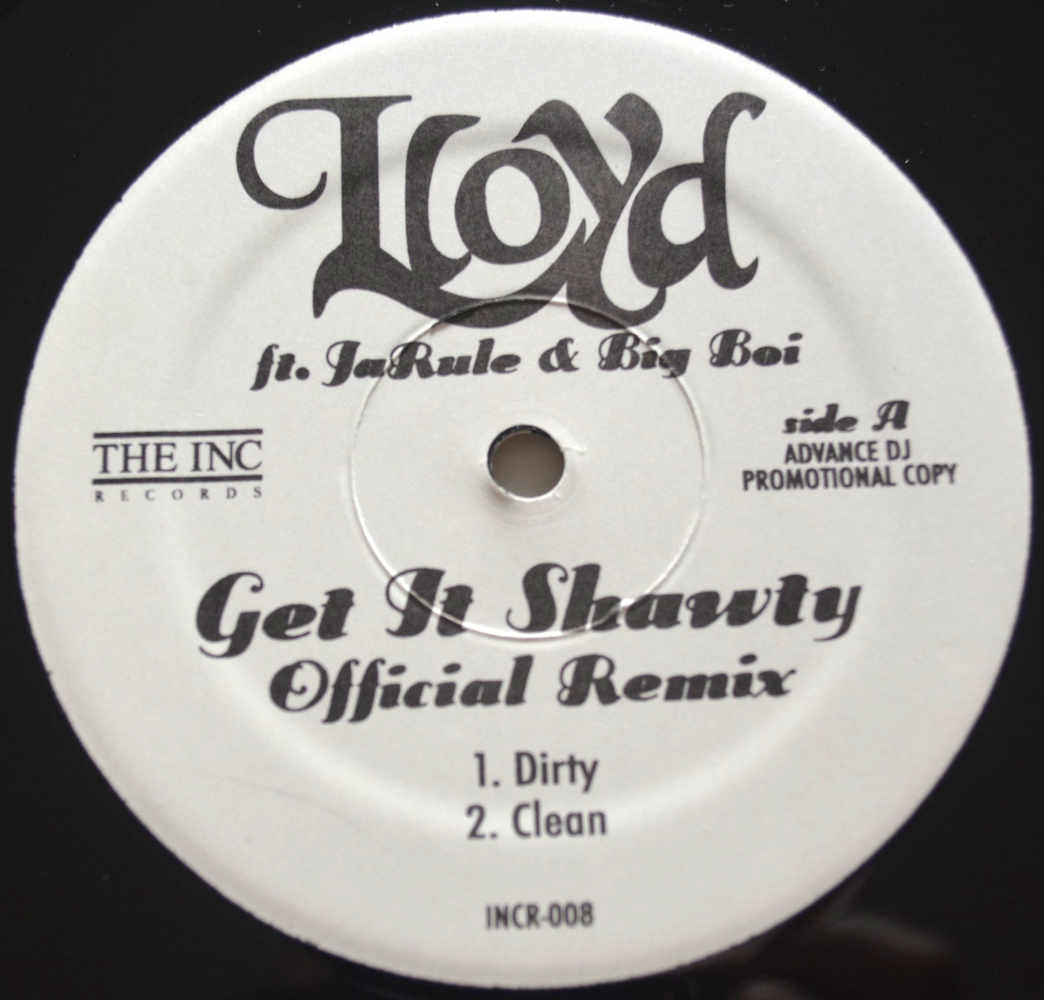 Lloyd
ft. JaRule & Big Boi
THE INC
RECORDS
side A
ADVANCE DJ
PROMOTIONAL COPY
Get It Shawty
Official Remix
1. Dirty
2. Clean
INCR-008